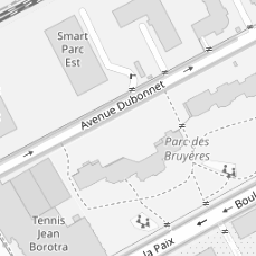 Smart
Parc
Est
Avenue Dubonnet
Parc des
Bruyères
Tennis
Jean
Borotra
la Paix
Boul